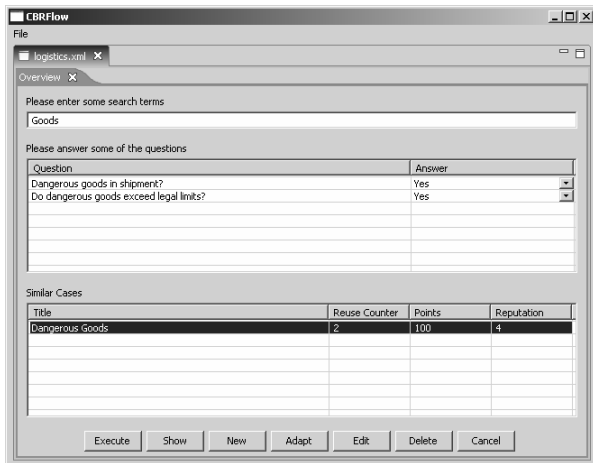 CBRFlow
File
logistics.xml
Overview
Please enter some search terms
Goods
Please answer some of the questions
Question Answer
Dangerous goods in shipment? Yes
Do dangerous goods exceed legal limits? Yes
Similar Cases
Title Reuse Counter Points Reputation
Dangerous Goods 2 100 4
Execute Show New Adapt Edit Delete Cancel